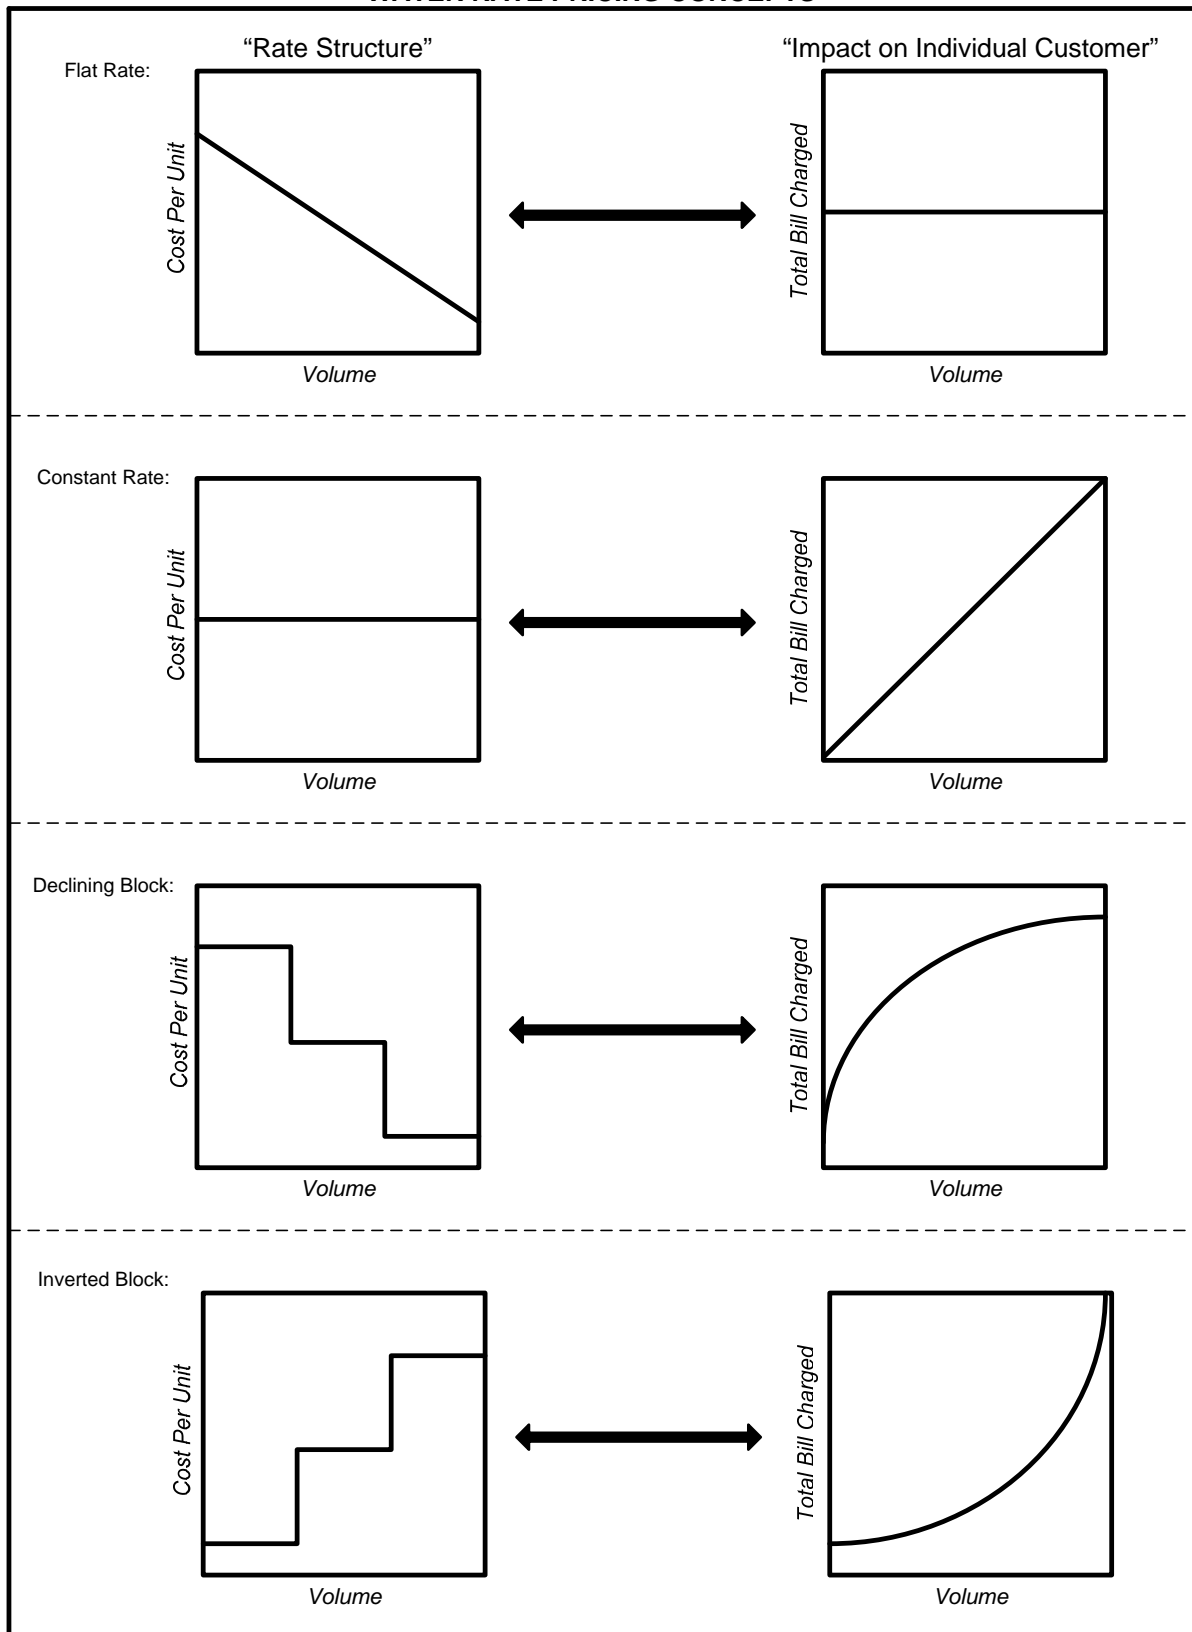 "Rate Structure" "Impact on Individual Customer"
Flat Rate:
Cost Per Unit
Total Bill Charged
Volume Volume
Constant Rate:
Cost Per Unit
Total Bill Charged
Volume Volume
Declining Block:
Cost Per Unit
Total Bill Charged
Volume Volume
Inverted Block:
Cost Per Unit
Total Bill Charged
Volume Volume